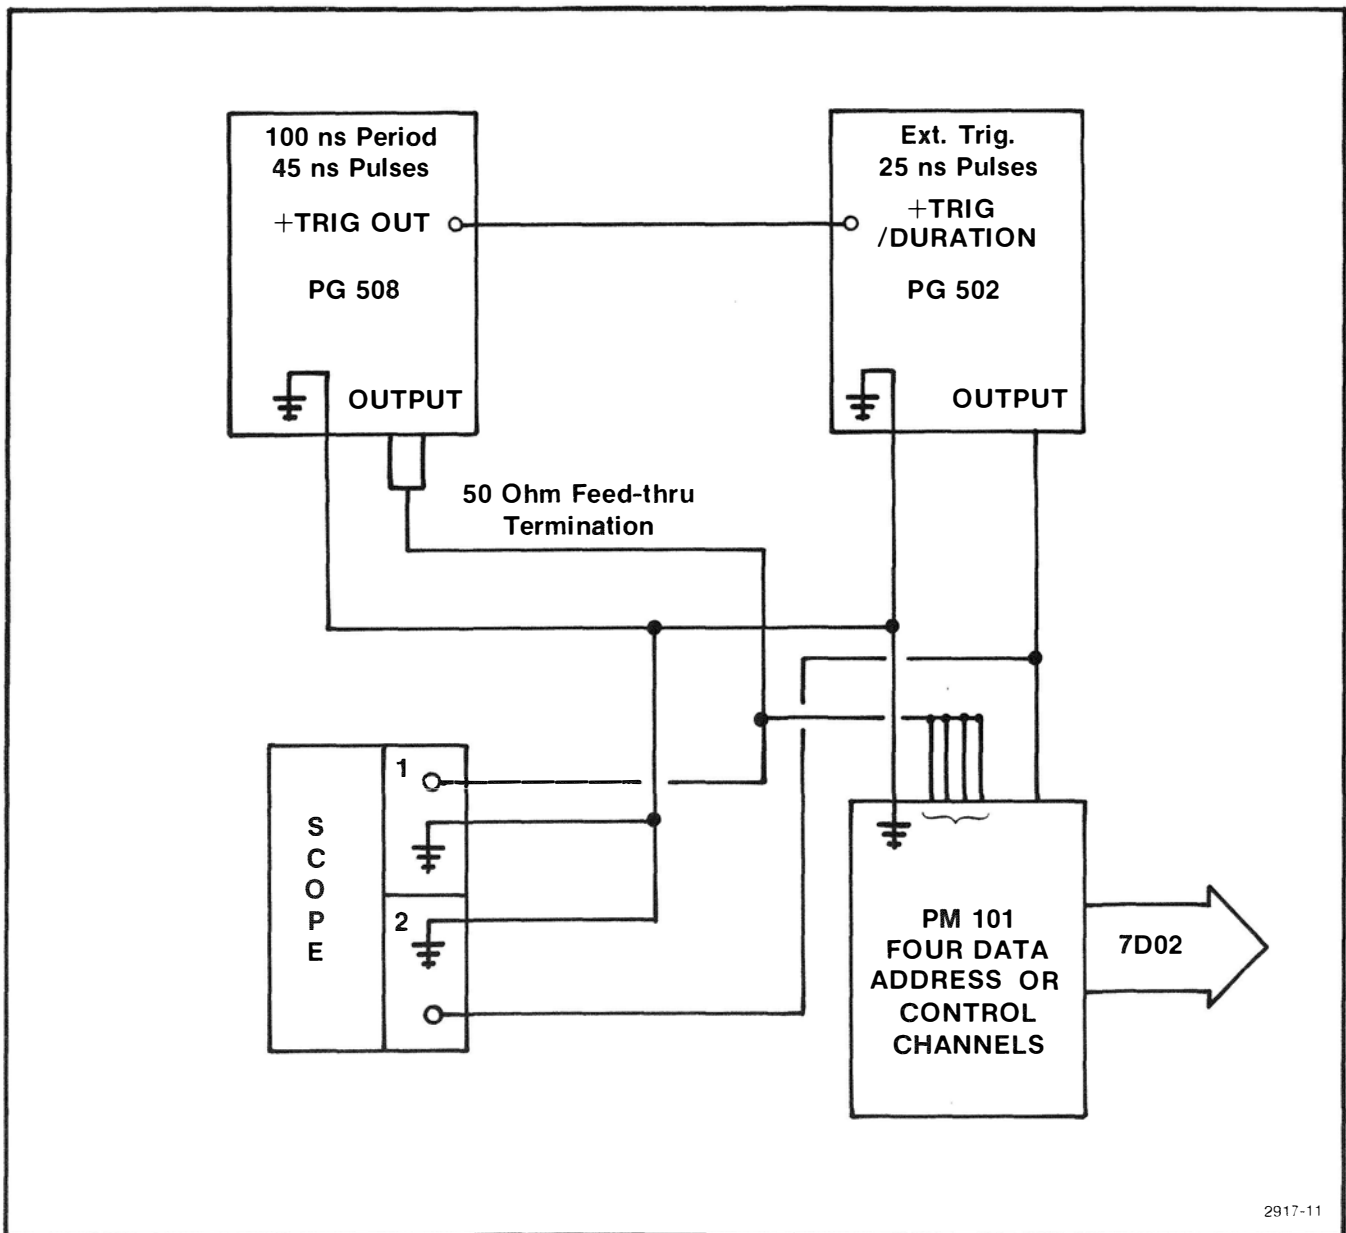 100 ns Period
45 ns Pulses
+TRIG OUT
PG 508
OUTPUT
Ext. Trig.
25 ns Pulses
+TRIG
/DURATION
PG 502
OUTPUT
50 Ohm Feed-thru
Termination
S
C
O
P
E
1
2
PM 101
FOUR DATA
ADDRESS OR
CONTROL
CHANNELS
7D02
2917-11